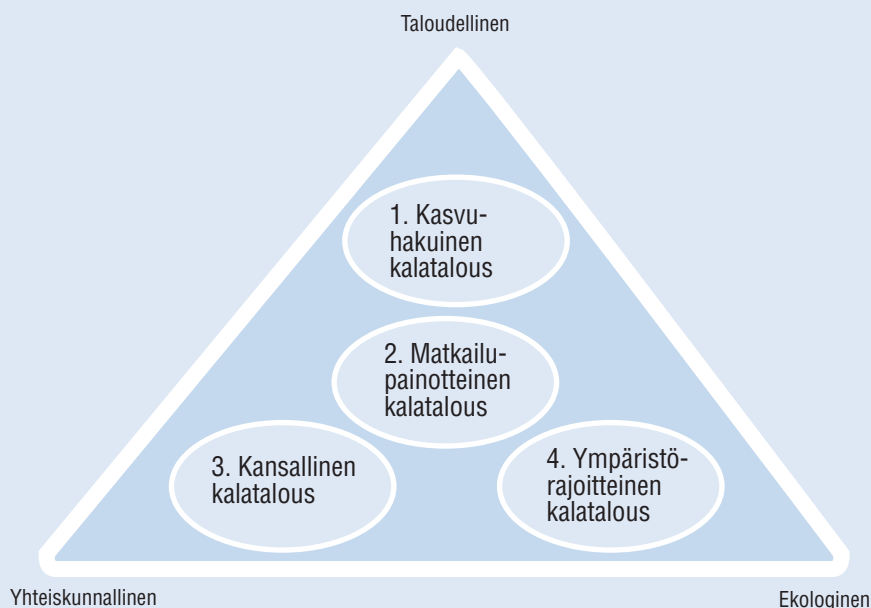 Taloudellinen
1. Kasvu-
hakuinen
kalatalous
2. Matkailu-
painotteinen
kalatalous
3. Kansallinen
kalatalous
4. Ympäristö-
rajoitteinen
kalatalous
Yhteiskunnallinen
Ekologinen